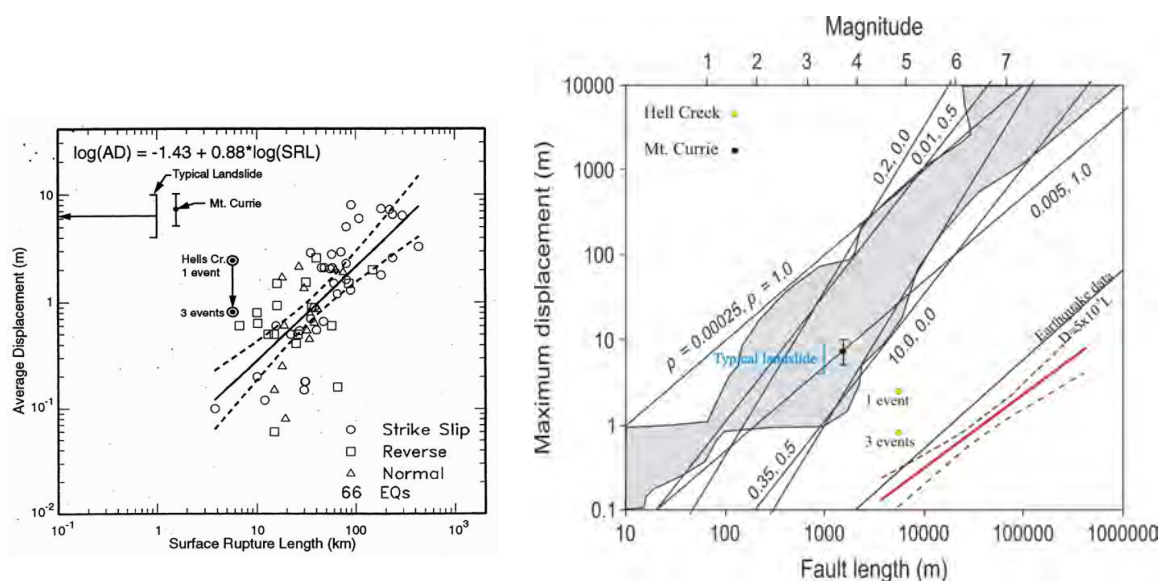 log(AD) = -1.43 + 0.88*log(SRL)
Typical Landslide
Mt. Currie
Hells Cr.
1 event
3 events
Strike Slip
Reverse
Normal
66 EQs
Average Displacement (m)
10
1
10-1
10-2
10-1
1
10
102
103
Surface Rupture Length (km)
Magnitude
1 2 3 4 5 6 7
10000
1000
100
10
1
0.1
Maximum displacement (m)
Hell Creek
Mt. Currie
0.2, 0.0
0.01, 0.5
0.005, 1.0
ρ = 0.00025, ρ = 1.0
Typical landslide
10.0, 0.0
0.35, 0.5
1 event
3 events
Earthquake data
10 100 1000 10000 100000 1000000
Fault length (m)